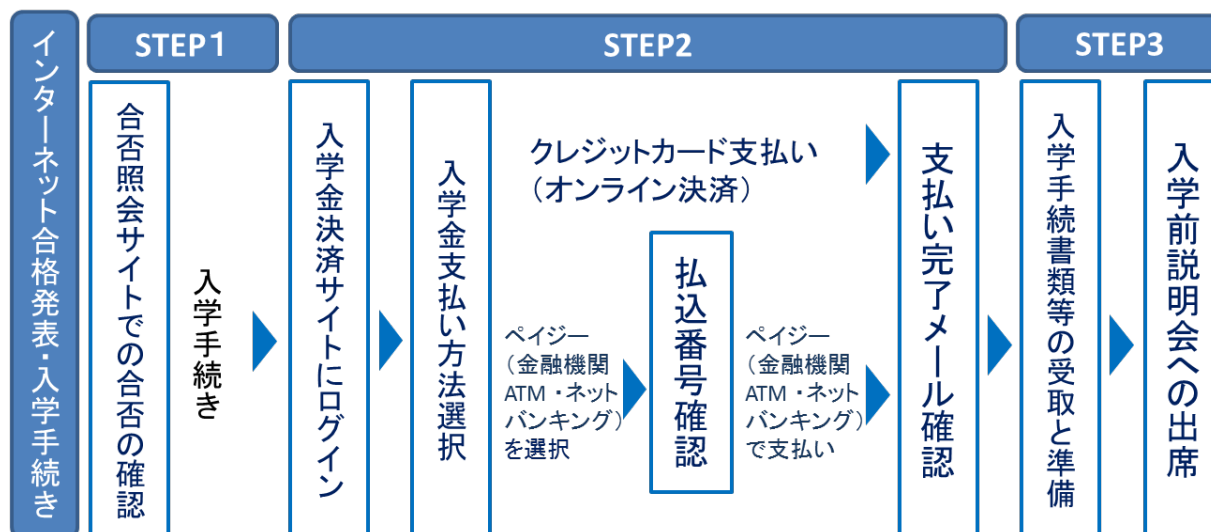 インターネット合格発表・入学手続き
STEP1
合否照会サイトでの合否の確認
入学手続き
STEP2
入学金決済サイトにログイン
入学金支払い方法選択
クレジットカード支払い
（オンライン決済）
ペイジー
（金融機関
ATM・ネット
バンキング）
を選択
払込番号確認
ペイジー
（金融機関
ATM・ネット
バンキング）
で支払い
支払い完了メール確認
STEP3
入学手続書類等の受取と準備
入学前説明会への出席